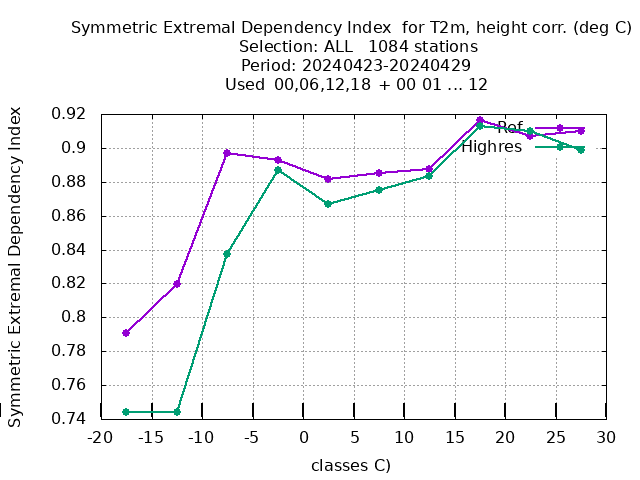 Symmetric Extremal Dependency Index  for T2m, height corr. (deg C)
Selection: ALL   1084 stations
Period: 20240423-20240429
Used  00,06,12,18  + 00 01 ... 12
Symmetric Extremal Dependency Index
0.92
0.9
0.88
0.86
0.84
0.82
0.8
0.78
0.76
0.74
Ref
Highres
-20 -15 -10 -5 0 5 10 15 20 25 30
classes C)